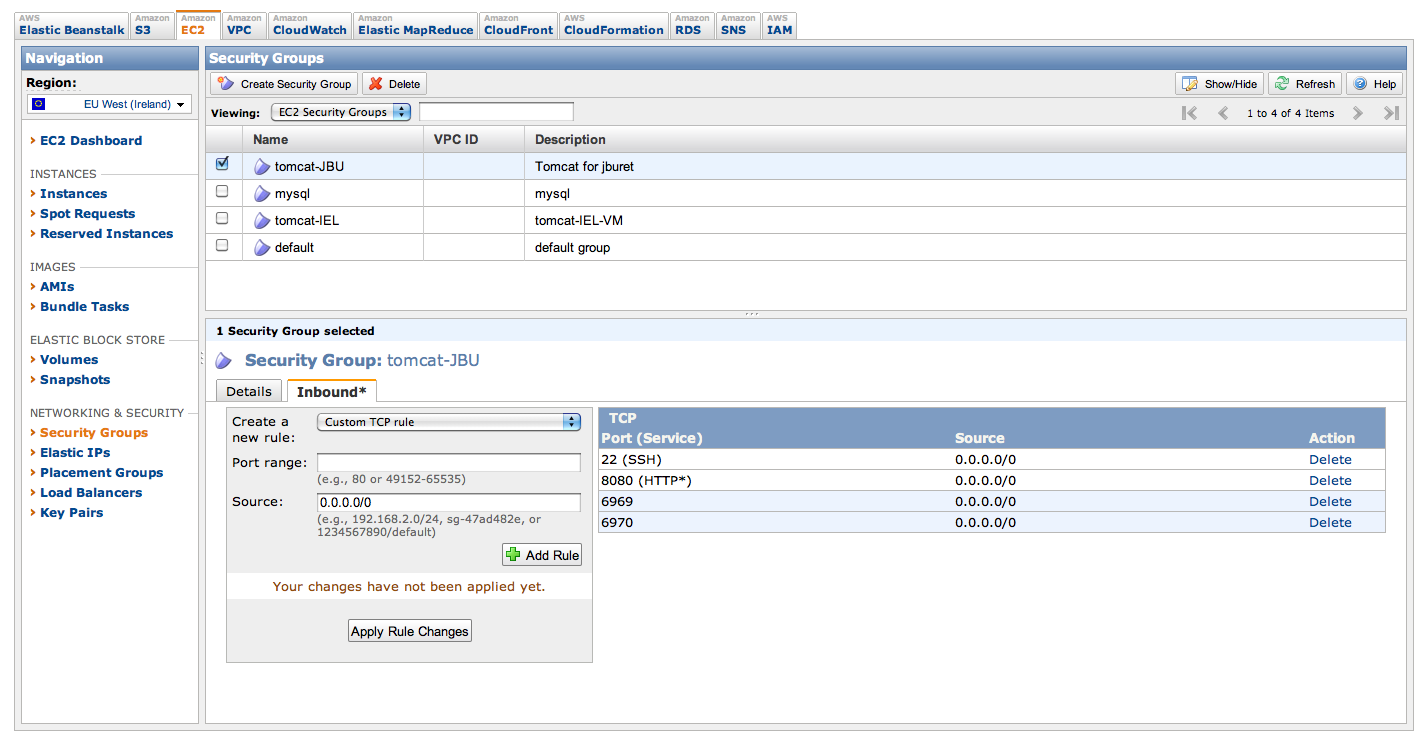 AWS Amazon Amazon Amazon Amazon Amazon Amazon AWS Amazon Amazon AWS
Elastic Beanstalk S3 EC2 VPC CloudWatch Elastic MapReduce CloudFront CloudFormation RDS SNS IAM
Navigation
Region:
EU West (Ireland)
EC2 Dashboard
INSTANCES
Instances
Spot Requests
Reserved Instances
IMAGES
AMIs
Bundle Tasks
ELASTIC BLOCK STORE
Volumes
Snapshots
NETWORKING & SECURITY
Security Groups
Elastic IPs
Placement Groups
Load Balancers
Key Pairs
Security Groups
Create Security Group Delete Show/Hide Refresh Help
Viewing: EC2 Security Groups 1 to 4 of 4 Items
Name VPC ID Description
tomcat-JBU Tomcat for jburet
mysql mysql
tomcat-IEL tomcat-IEL-VM
default default group
1 Security Group selected
Security Group: tomcat-JBU
Details Inbound*
Create a
new rule:
Custom TCP rule
Port range:
(e.g., 80 or 49152-65535)
Source: 0.0.0.0/0
(e.g., 192.168.2.0/24, sg-47ad482e, or
1234567890/default)
Add Rule
Your changes have not been applied yet.
Apply Rule Changes
TCP
Port (Service) Source Action
22 (SSH) 0.0.0.0/0 Delete
8080 (HTTP*) 0.0.0.0/0 Delete
6969 0.0.0.0/0 Delete
6970 0.0.0.0/0 Delete